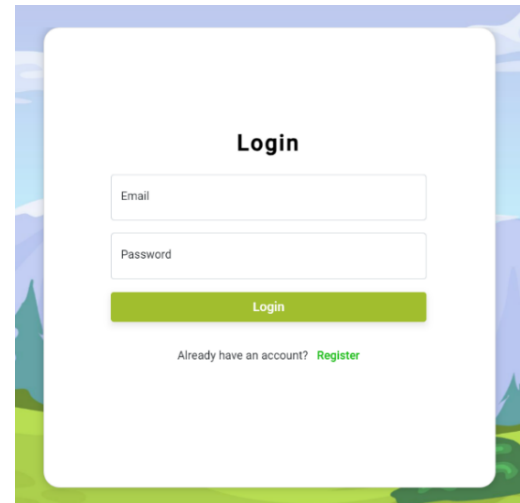 Login
Email
Password
Login
Already have an account? Register